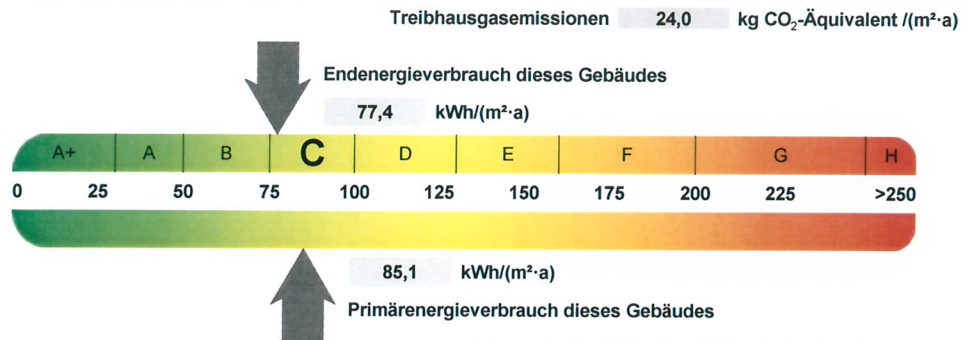 Treibhausgasemissionen 24,0 kg CO₂-Äquivalent /(m²·a)
Endenergieverbrauch dieses Gebäudes
77,4 kWh/(m²·a)
A+ A B C D E F G H
0 25 50 75 100 125 150 175 200 225 >250
85,1 kWh/(m²·a)
Primärenergieverbrauch dieses Gebäudes